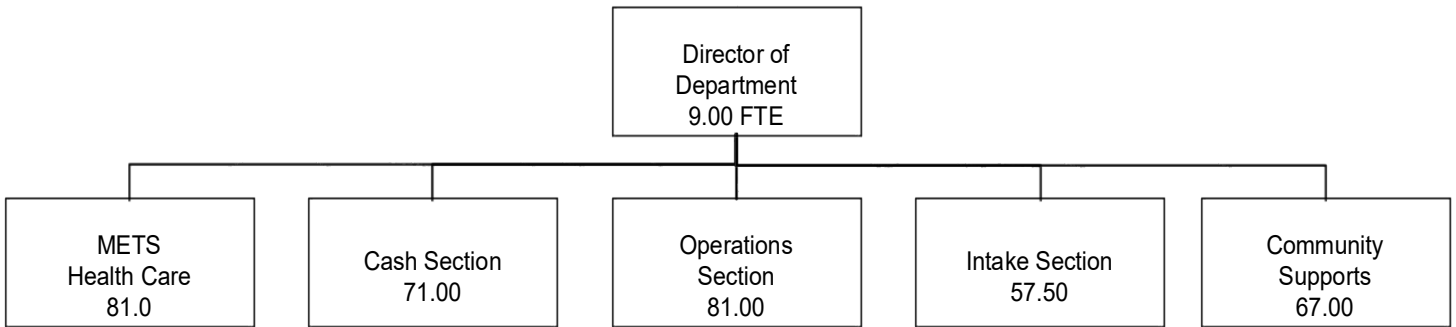 Director of
Department
9.00 FTE
METS
Health Care
81.0
Cash Section
71.00
Operations
Section
81.00
Intake Section
57.50
Community
Supports
67.00